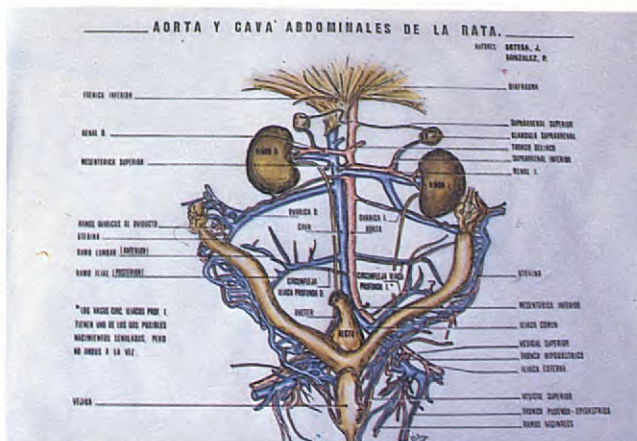 AORTA Y CAVA ABDOMINALES DE LA RATA.
AUTORES ORTEGA, J.
GONZALEZ, P.
FRENICA INFERIOR
DIAFRAGMA
RENAL D.
MESENTERICA SUPERIOR
SUPRARRENAL SUPERIOR
GLANDULA SUPRARRENAL
TRONCO CELIACO
SUPRARRENAL INFERIOR
RENAL I.
RIÑON D.
RIÑON I.
RAMOS OVARICOS AL OVIDUCTO
UTERINA
RAMO LUMBAR (ANTERIOR)
RAMO ILIAL (POSTERIOR)
OVARICA D.
OVARICA I.
CAVA
AORTA
CIRCUNFLEJA
ILIACA PROFUNDA D.
CIRCUNFLEJA ILIACA
PROFUNDA I.*
URETER
RECTO
UTERINA
*LOS VASOS CIRC. ILIACOS PROF. I.
TIENEN UNO DE LOS DOS POSIBLES
NACIMIENTOS SEÑALADOS, PERO
NO AMBOS A LA VEZ.
MESENTERICA INFERIOR
ILIACA COMUN
VESICAL SUPERIOR
TRONCO HIPOGASTRICO
ILIACA EXTERNA
VEJIGA
VESICAL SUPERIOR
TRONCO PUDENDO-EPIGASTRICO
RAMOS VAGINALES